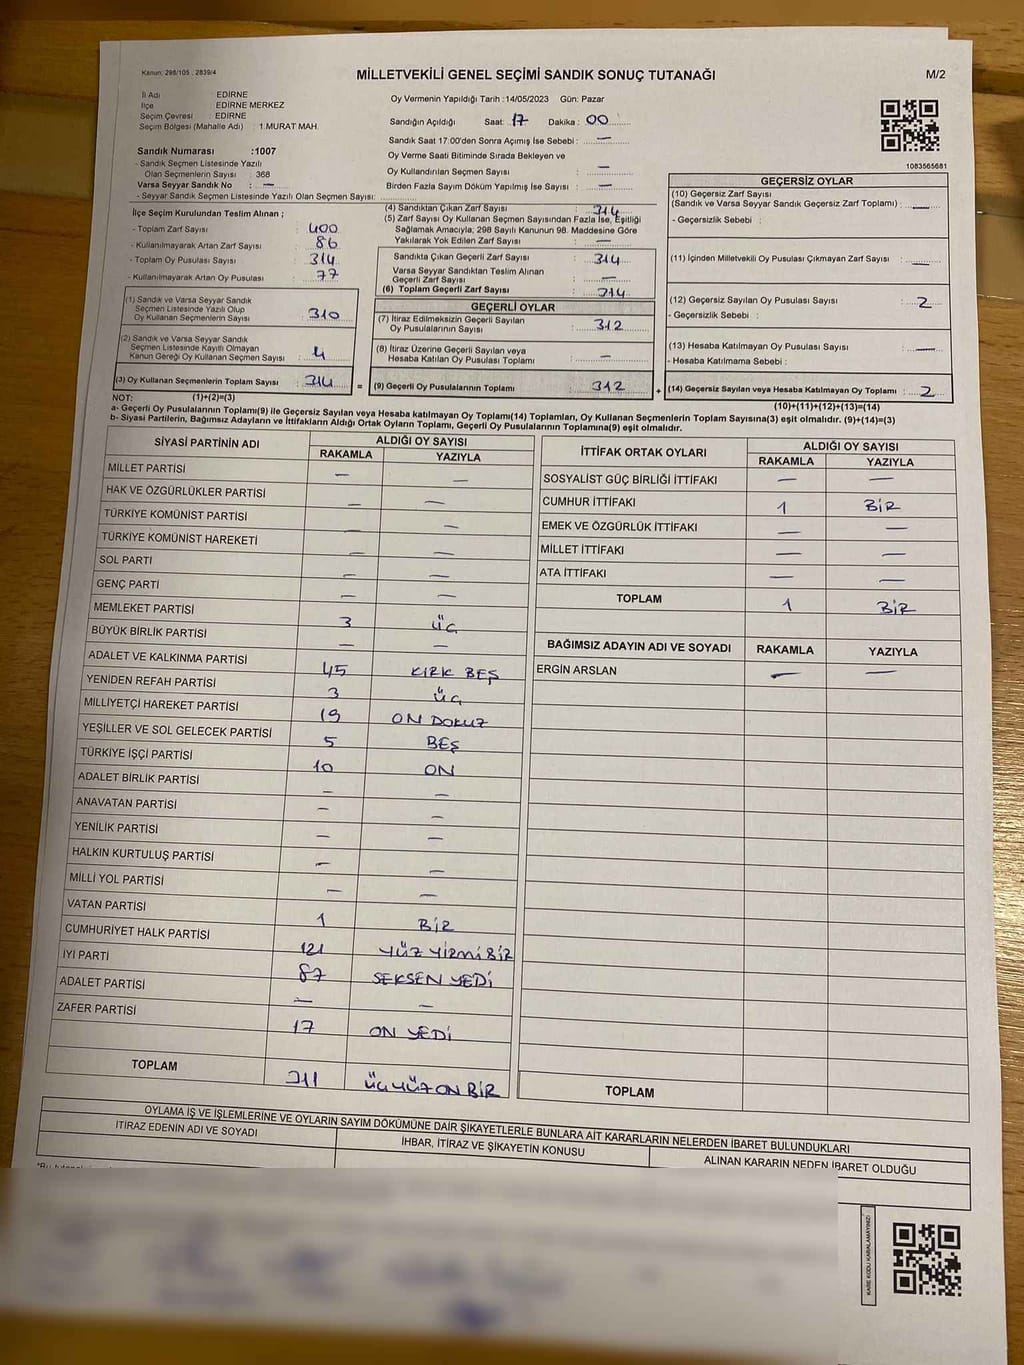 Kanun: 298/105 : 2839/4
MİLLETVEKİLİ GENEL SEÇİMİ SANDIK SONUÇ TUTANAĞI
M/2
İl Adı : EDİRNE
İlçe : EDİRNE MERKEZ
Seçim Çevresi : EDİRNE
Seçim Bölgesi (Mahalle Adı) : 1.MURAT MAH.
Oy Vermenin Yapıldığı Tarih : 14/05/2023 Gün: Pazar
Sandığın Açıldığı Saat: 17 Dakika : 00
Sandık Saat 17:00'den Sonra Açımış İse Sebebi : —
Oy Verme Saati Bitiminde Sırada Bekleyen ve
Oy Kullandırılan Seçmen Sayısı : —
Birden Fazla Sayım Döküm Yapılmış İse Sayısı : —
1083565681
Sandık Numarası :1007
- Sandık Seçmen Listesinde Yazılı
Olan Seçmenlerin Sayısı : 368
Varsa Seyyar Sandık No : —
- Seyyar Sandık Seçmen Listesinde Yazılı Olan Seçmen Sayısı:
İlçe Seçim Kurulundan Teslim Alınan ;
- Toplam Zarf Sayısı : 400
- Kullanılmayarak Artan Zarf Sayısı : 86
- Toplam Oy Pusulası Sayısı : 314
- Kullanılmayarak Artan Oy Pusulası : 77
(1) Sandık ve Varsa Seyyar Sandık
Seçmen Listesinde Yazılı Olup
Oy Kullanan Seçmenlerin Sayısı : 310
(2) Sandık ve Varsa Seyyar Sandık
Seçmen Listesinde Kayıtlı Olmayan
Kanun Gereği Oy Kullanan Seçmen Sayısı : 4
(3) Oy Kullanan Seçmenlerin Toplam Sayısı : 314
(4) Sandıktan Çıkan Zarf Sayısı : 314
(5) Zarf Sayısı Oy Kullanan Seçmen Sayısından Fazla İse, Eşitliği
Sağlamak Amacıyla, 298 Sayılı Kanunun 98. Maddesine Göre
Yakılarak Yok Edilen Zarf Sayısı : —
Sandıkta Çıkan Geçerli Zarf Sayısı : 314
Varsa Seyyar Sandıktan Teslim Alınan
Geçerli Zarf Sayısı : —
(6) Toplam Geçerli Zarf Sayısı : 314
GEÇERLİ OYLAR
(7) İtiraz Edilmeksizin Geçerli Sayılan
Oy Pusulalarının Sayısı : 312
(8) İtiraz Üzerine Geçerli Sayılan veya
Hesaba Katılan Oy Pusulası Toplamı : —
= (9) Geçerli Oy Pusulalarının Toplamı : 312
GEÇERSİZ OYLAR
(10) Geçersiz Zarf Sayısı
(Sandık ve Varsa Seyyar Sandık Geçersiz Zarf Toplamı) : —
- Geçersizlik Sebebi :
(11) İçinden Milletvekili Oy Pusulası Çıkmayan Zarf Sayısı : —
(12) Geçersiz Sayılan Oy Pusulası Sayısı : 2
- Geçersizlik Sebebi :
(13) Hesaba Katılmayan Oy Pusulası Sayısı : —
- Hesaba Katılmama Sebebi :
+ (14) Geçersiz Sayılan veya Hesaba Katılmayan Oy Toplamı : 2
NOT: (1)+(2)=(3)
(10)+(11)+(12)+(13)=(14)
a- Geçerli Oy Pusulalarının Toplamı(9) ile Geçersiz Sayılan veya Hesaba katılmayan Oy Toplamı(14) Toplamları, Oy Kullanan Seçmenlerin Toplam Sayısına(3) eşit olmalıdır. (9)+(14)=(3)
b- Siyasi Partilerin, Bağımsız Adayların ve İttifakların Aldığı Ortak Oyların Toplamı, Geçerli Oy Pusulalarının Toplamına(9) eşit olmalıdır.
SİYASİ PARTİNİN ADI ALDIĞI OY SAYISI
RAKAMLA YAZIYLA
MİLLET PARTİSİ — —
HAK VE ÖZGÜRLÜKLER PARTİSİ — —
TÜRKİYE KOMÜNİST PARTİSİ — —
TÜRKİYE KOMÜNİST HAREKETİ — —
SOL PARTİ — —
GENÇ PARTİ — —
MEMLEKET PARTİSİ 3 ÜÇ
BÜYÜK BİRLİK PARTİSİ — —
ADALET VE KALKINMA PARTİSİ 45 KIRK BEŞ
YENİDEN REFAH PARTİSİ 3 ÜÇ
MİLLİYETÇİ HAREKET PARTİSİ 19 ON DOKUZ
YEŞİLLER VE SOL GELECEK PARTİSİ 5 BEŞ
TÜRKİYE İŞÇİ PARTİSİ 10 ON
ADALET BİRLİK PARTİSİ — —
ANAVATAN PARTİSİ — —
YENİLİK PARTİSİ — —
HALKIN KURTULUŞ PARTİSİ — —
MİLLİ YOL PARTİSİ — —
VATAN PARTİSİ 1 BİR
CUMHURİYET HALK PARTİSİ 121 YÜZ YİRMİ BİR
İYİ PARTİ 87 SEKSEN YEDİ
ADALET PARTİSİ — —
ZAFER PARTİSİ 17 ON YEDİ
TOPLAM 311 ÜÇYÜZ ON BİR
İTTİFAK ORTAK OYLARI ALDIĞI OY SAYISI
RAKAMLA YAZIYLA
SOSYALİST GÜÇ BİRLİĞİ İTTİFAKI — —
CUMHUR İTTİFAKI 1 BİR
EMEK VE ÖZGÜRLÜK İTTİFAKI — —
MİLLET İTTİFAKI — —
ATA İTTİFAKI — —
TOPLAM 1 BİR
BAĞIMSIZ ADAYIN ADI VE SOYADI RAKAMLA YAZIYLA
ERGİN ARSLAN — —
TOPLAM
OYLAMA İŞ VE İŞLEMLERİNE VE OYLARIN SAYIM DÖKÜMÜNE DAİR ŞİKAYETLERLE BUNLARA AİT KARARLARIN NELERDEN İBARET BULUNDUKLARI
İTİRAZ EDENİN ADI VE SOYADI
İHBAR, İTİRAZ VE ŞİKAYETİN KONUSU
ALINAN KARARIN NEDEN İBARET OLDUĞU
KARE KODU KARALAMAYINIZ!